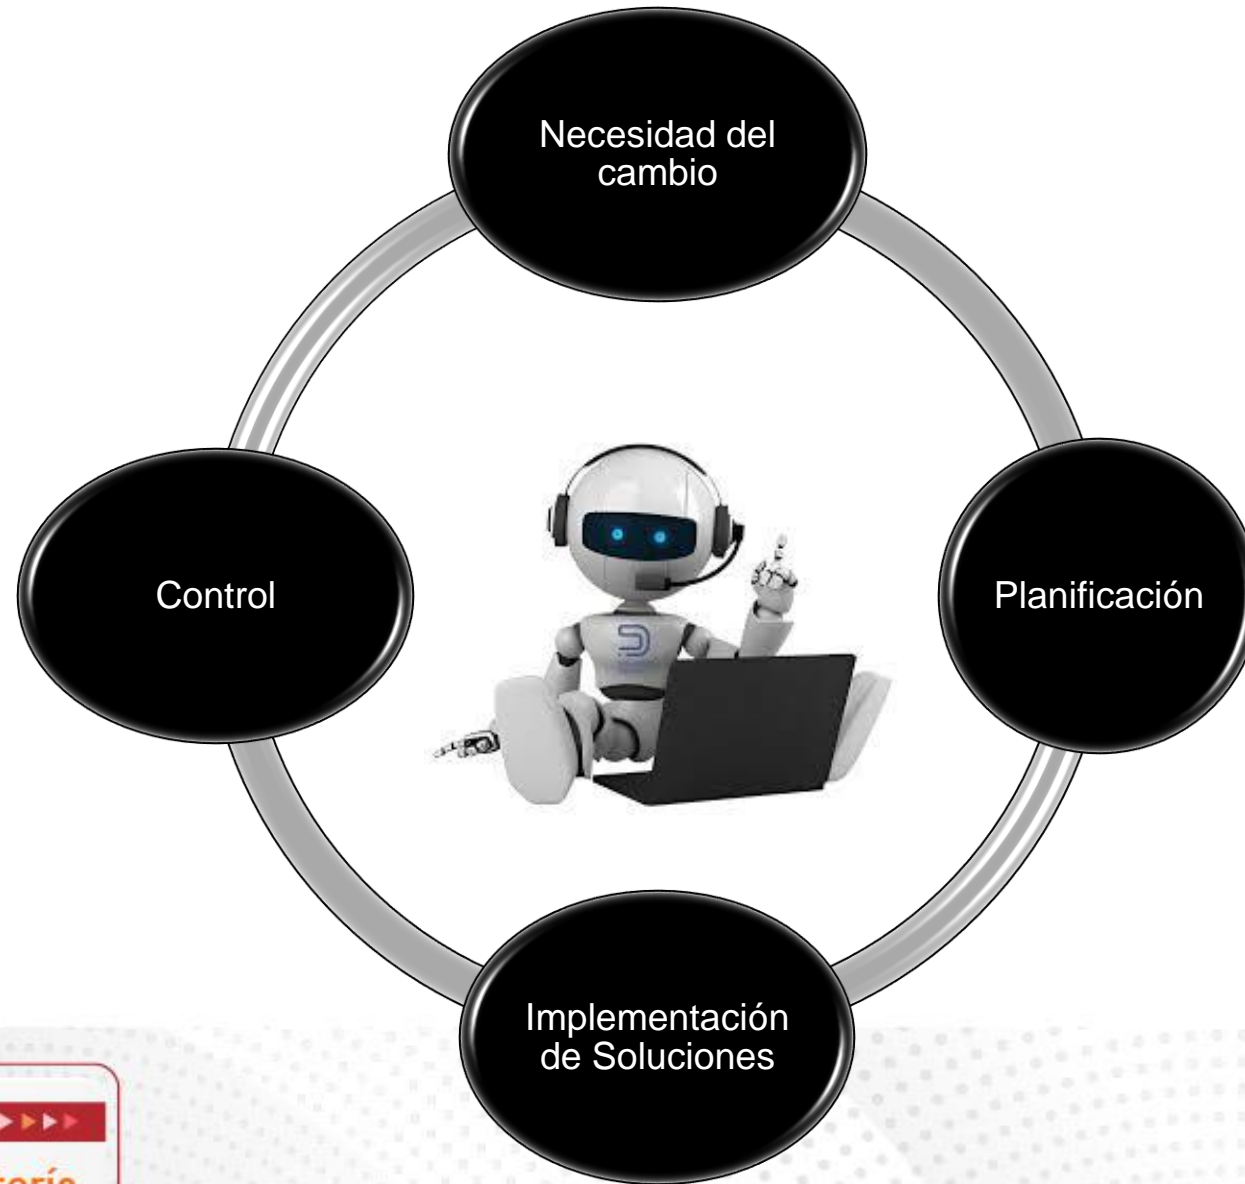 Necesidad del
cambio
Control
Planificación
Implementación
de Soluciones